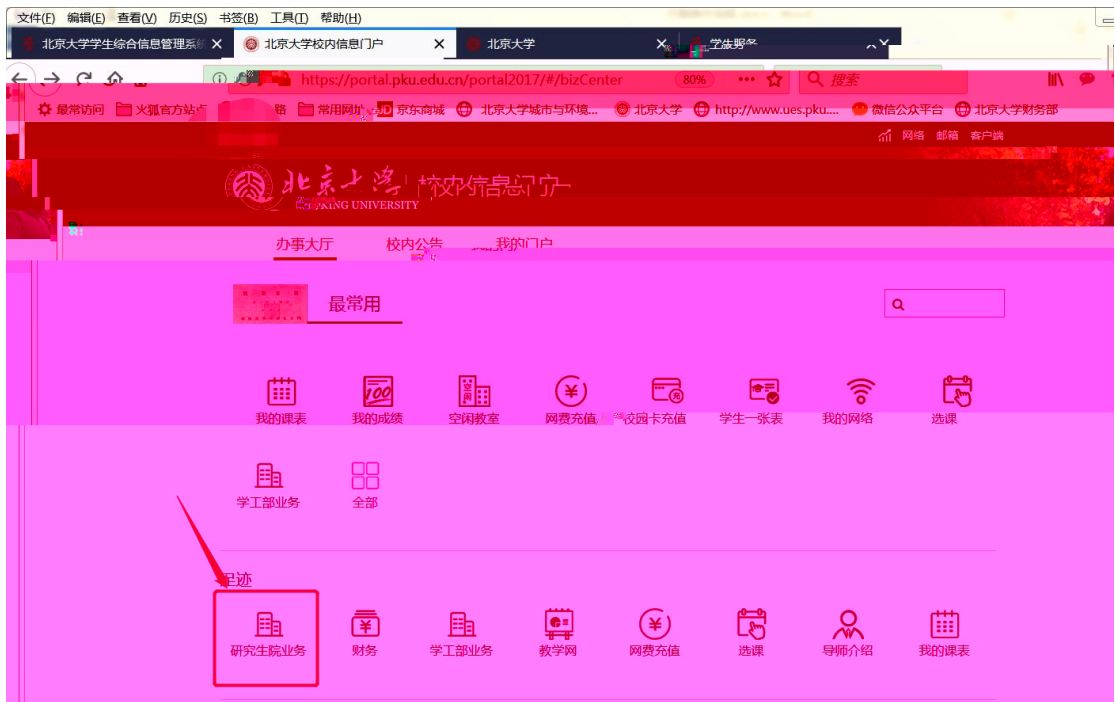 文件(F) 编辑(E) 查看(V) 历史(S) 书签(B) 工具(T) 帮助(H)
北京大学学生综合信息管理系统 北京大学校内信息门户 北京大学
https://portal.pku.edu.cn/portal2017/#/bizCenter 80% 搜索
最常访问 火狐官方站点 常用网址 JD 京东商城 北京大学城市与环境... 北京大学 http://www.ues.pku.... 微信公众平台 北京大学财务部
网络 邮箱 客户端
北京大学 校内信息门户
UNIVERSITY
办事大厅 校内公告 我的门户
最常用
我的课表 我的成绩 空闲教室 网费充值 校园卡充值 学生一张表 我的网络 选课
学工部业务 全部
足迹
研究生院业务 财务 学工部业务 教学网 网费充值 选课 导师介绍 我的课表